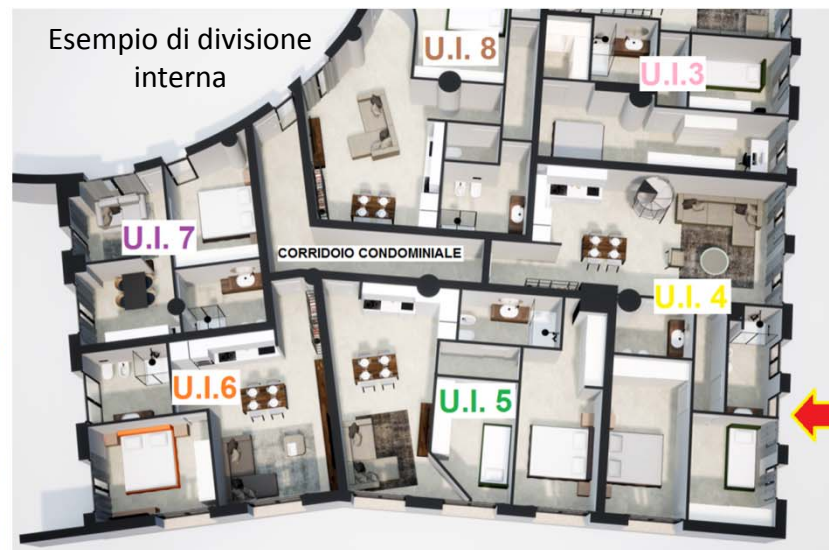 Esempio di divisione
interna
U.I. 8
U.I.3
U.I. 7
CORRIDOIO CONDOMINIALE
U.I. 4
U.I.6
U.I. 5